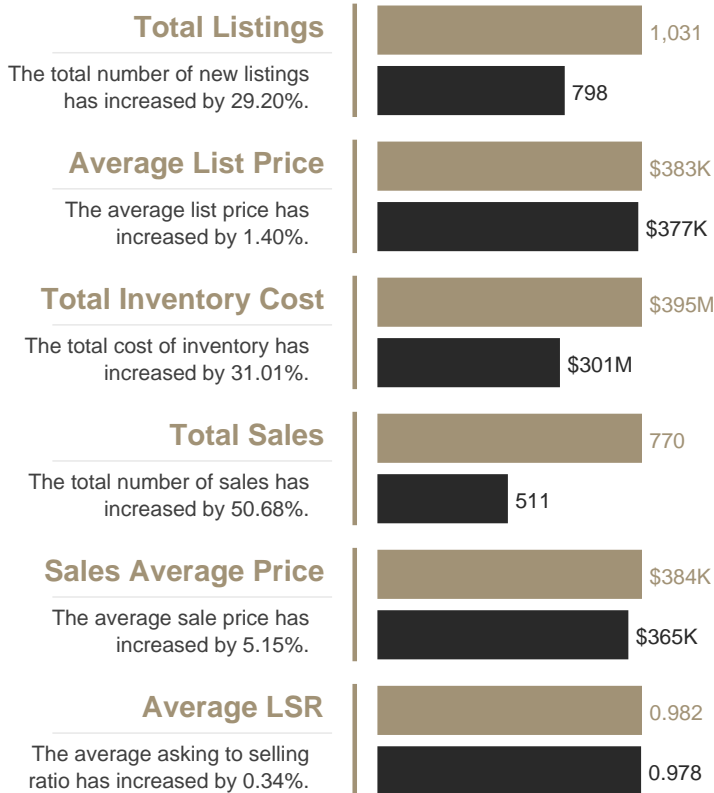 Total Listings
The total number of new listings
has increased by 29.20%.
1,031
798
Average List Price
The average list price has
increased by 1.40%.
$383K
$377K
Total Inventory Cost
The total cost of inventory has
increased by 31.01%.
$395M
$301M
Total Sales
The total number of sales has
increased by 50.68%.
770
511
Sales Average Price
The average sale price has
increased by 5.15%.
$384K
$365K
Average LSR
The average asking to selling
ratio has increased by 0.34%.
0.982
0.978